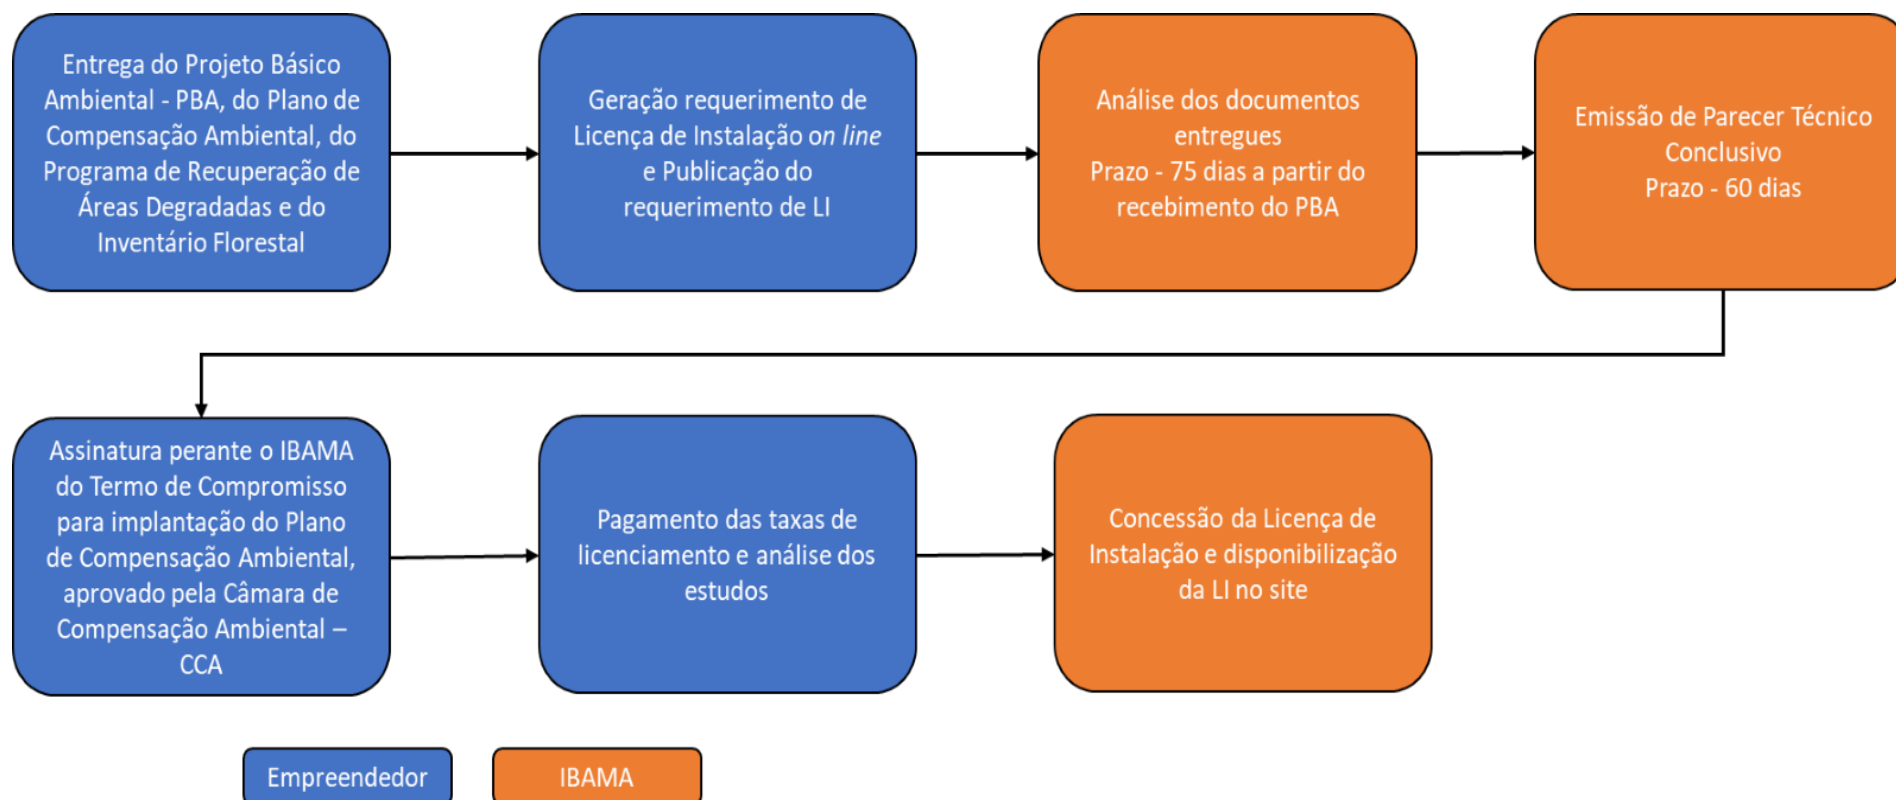 Entrega do Projeto Básico
Ambiental - PBA, do Plano de
Compensação Ambiental, do
Programa de Recuperação de
Áreas Degradadas e do
Inventário Florestal
Geração requerimento de
Licença de Instalação on line
e Publicação do
requerimento de LI
Análise dos documentos
entregues
Prazo - 75 dias a partir do
recebimento do PBA
Emissão de Parecer Técnico
Conclusivo
Prazo - 60 dias
Assinatura perante o IBAMA
do Termo de Compromisso
para implantação do Plano
de Compensação Ambiental,
aprovado pela Câmara de
Compensação Ambiental –
CCA
Pagamento das taxas de
licenciamento e análise dos
estudos
Concessão da Licença de
Instalação e disponibilização
da LI no site
Empreendedor
IBAMA